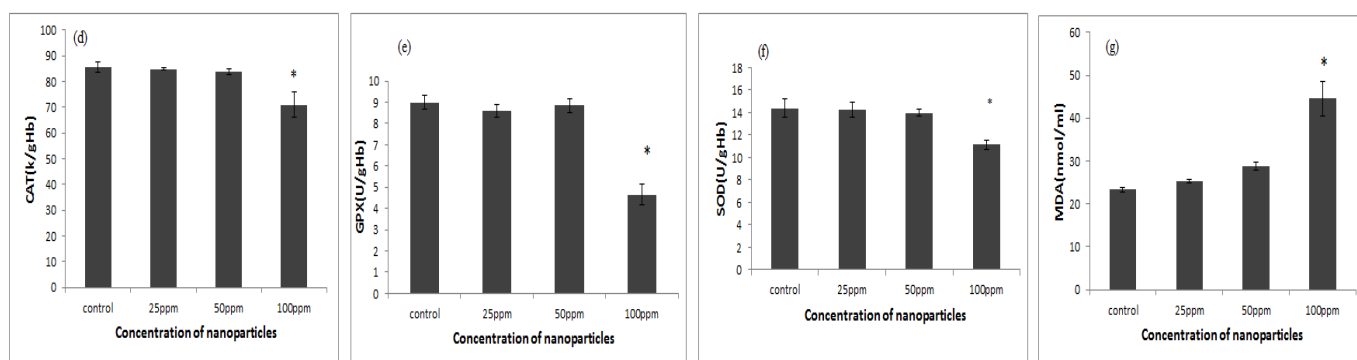 (d)
CAT(k/gHb)
100
90
80
70
60
50
40
30
20
10
0
*
control 25ppm 50ppm 100ppm
Concentration of nanoparticles
(e)
GPX(U/gHb)
10
9
8
7
6
5
4
3
2
1
0
*
control 25ppm 50ppm 100ppm
Concentration of nanoparticles
(f)
SOD(U/gHb)
18
16
14
12
10
8
6
4
2
0
*
control 25ppm 50ppm 100ppm
Concentration of nanoparticles
(g)
MDA(nmol/ml)
60
50
40
30
20
10
0
*
control 25ppm 50ppm 100ppm
Concentration of nanoparticles